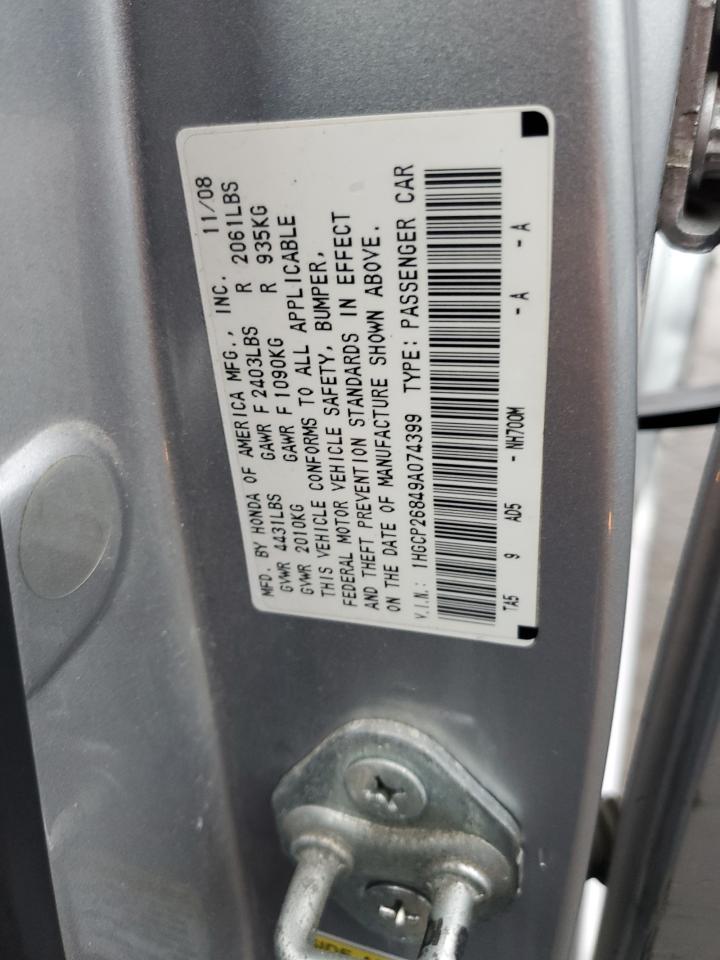 MFD. BY HONDA OF AMERICA MFG., INC. 11/08
GVWR 4431LBS GAWR F 2403LBS R 2061LBS
GVWR 2010KG GAWR F 1090KG R 935KG
THIS VEHICLE CONFORMS TO ALL APPLICABLE
FEDERAL MOTOR VEHICLE SAFETY, BUMPER,
AND THEFT PREVENTION STANDARDS IN EFFECT
ON THE DATE OF MANUFACTURE SHOWN ABOVE.
V.I.N.: 1HGCP26849A074399 TYPE: PASSENGER CAR
TA5 9 AD5 - NH700M - A - A